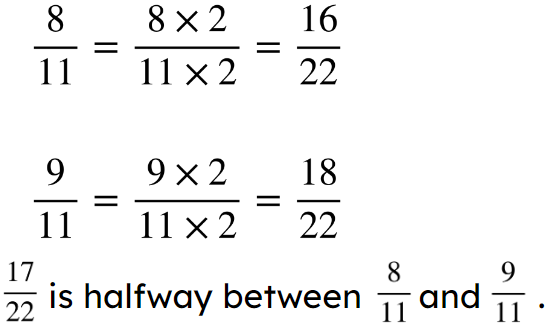 8/11 = 8 × 2/11 × 2 = 16/22
9/11 = 9 × 2/11 × 2 = 18/22
17/22 is halfway between 8/11 and 9/11 .